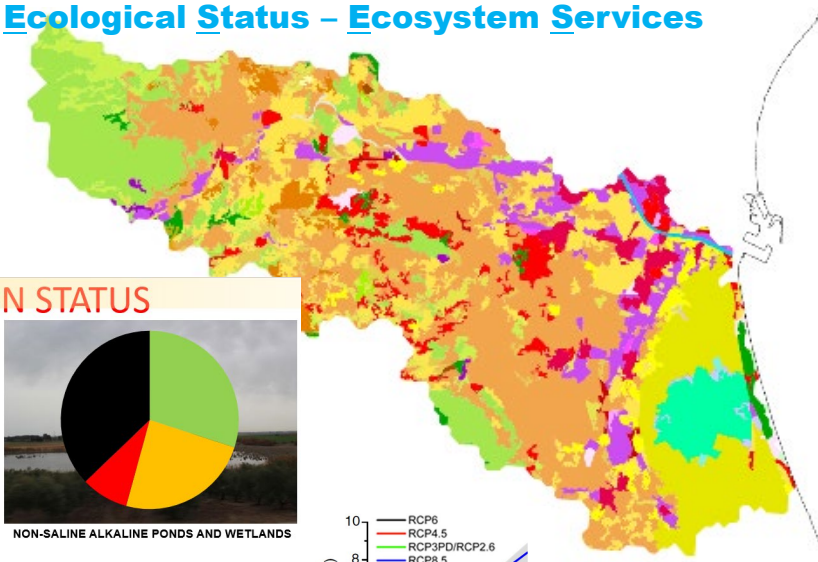 Ecological Status – Ecosystem Services
N STATUS
NON-SALINE ALKALINE PONDS AND WETLANDS
10
RCP6
RCP4.5
RCP3PD/RCP2.6
8
RCP8.5